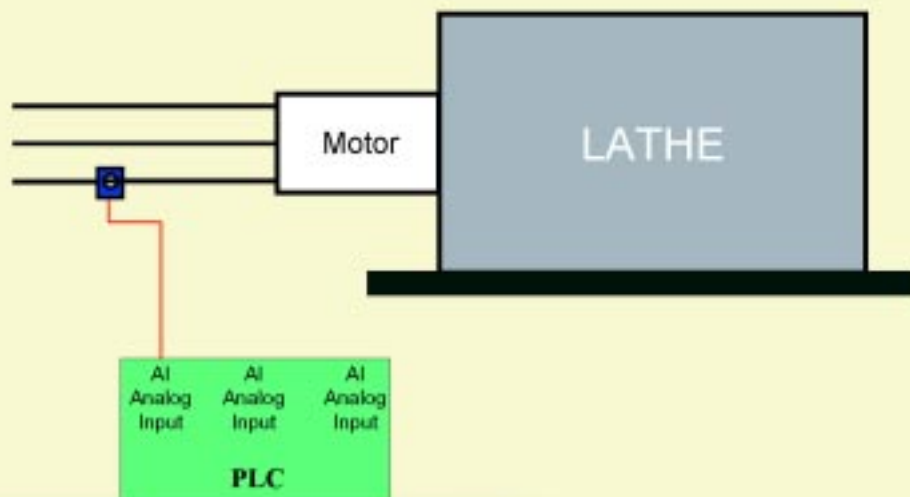 Motor
LATHE
AI
Analog
Input
AI
Analog
Input
AI
Analog
Input
PLC